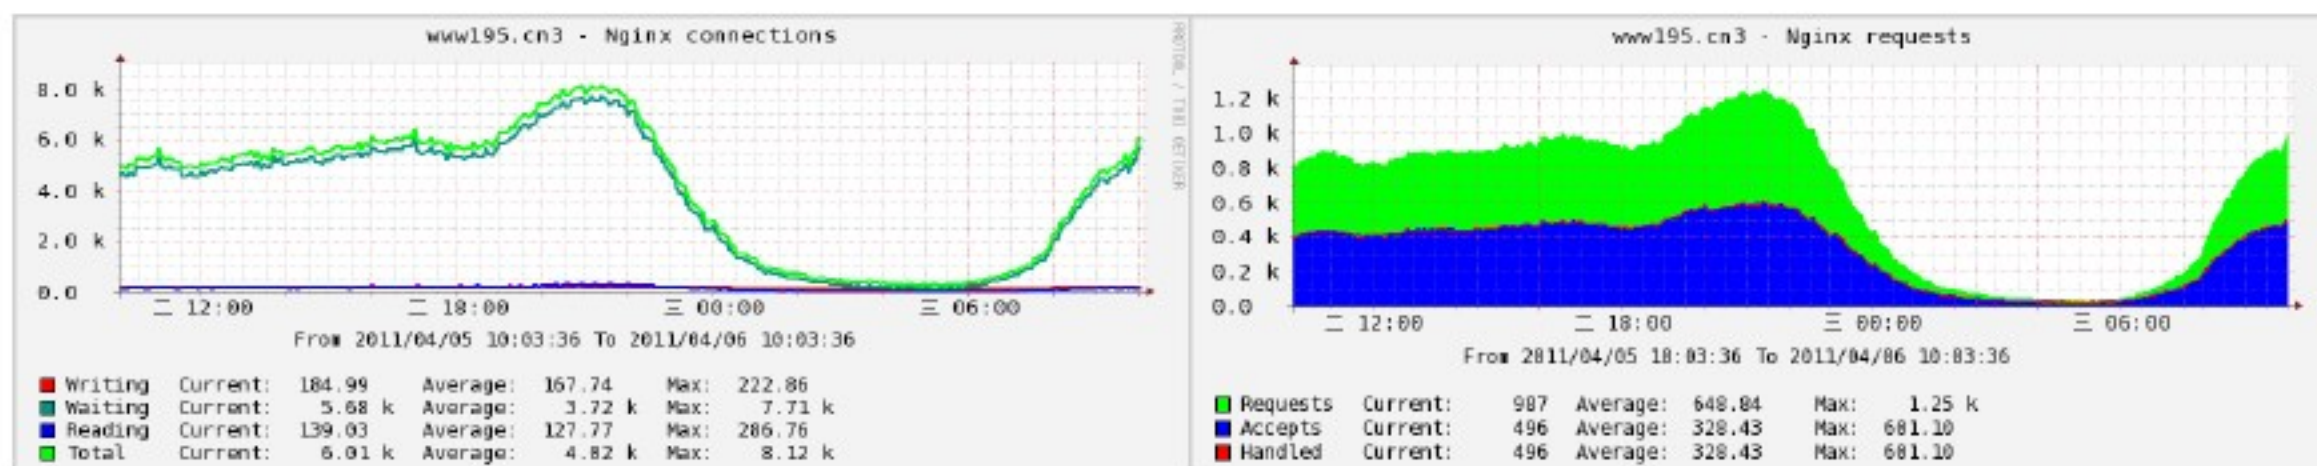 www195.cn3 - Nginx connections
8.0 k
6.0 k
4.0 k
2.0 k
0.0
二 12:00 二 18:00 三 00:00 三 06:00
From 2011/04/05 10:03:36 To 2011/04/06 10:03:36
Writing Current: 184.99 Average: 167.74 Max: 222.86
Waiting Current: 5.68 k Average: 3.72 k Max: 7.71 k
Reading Current: 139.03 Average: 127.77 Max: 286.76
Total Current: 6.01 k Average: 4.02 k Max: 8.12 k
RRDTOOL / TOBI OETIKER
www195.cn3 - Nginx requests
1.2 k
1.0 k
0.8 k
0.6 k
0.4 k
0.2 k
0.0
二 12:00 二 18:00 三 00:00 三 06:00
From 2011/04/05 10:03:36 To 2011/04/06 10:03:36
Requests Current: 987 Average: 648.84 Max: 1.25 k
Accepts Current: 496 Average: 328.43 Max: 601.10
Handled Current: 496 Average: 328.43 Max: 601.10